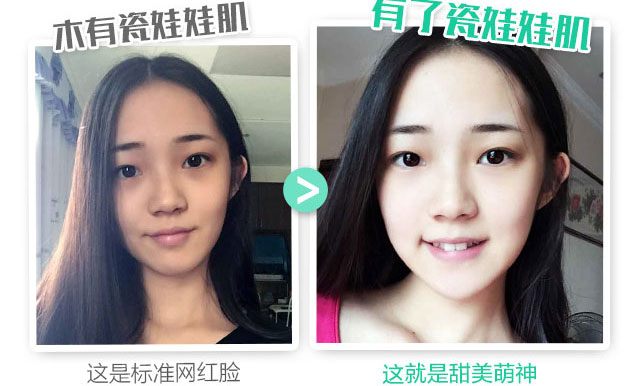 木有瓷娃娃肌
有了瓷娃娃肌
>
这是标准网红脸
这就是甜美萌神